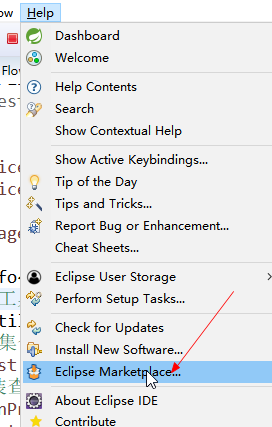 Help
Dashboard
Welcome
Help Contents
Search
Show Contextual Help
Show Active Keybindings...
Tip of the Day
Tips and Tricks...
Report Bug or Enhancement...
Cheat Sheets...
Eclipse User Storage
Perform Setup Tasks...
Check for Updates
Install New Software...
Eclipse Marketplace...
About Eclipse IDE
Contribute